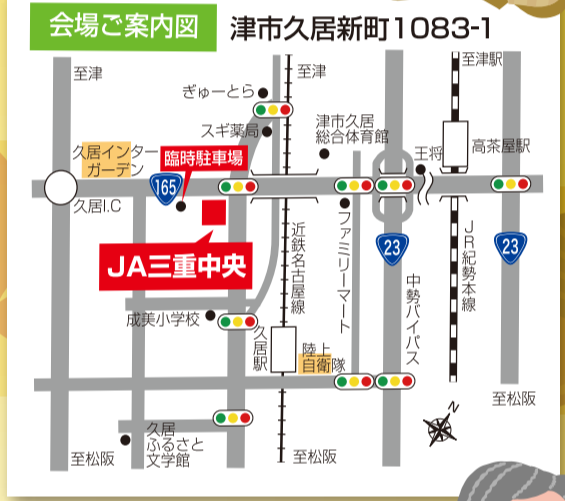 会場ご案内図
津市久居新町1083-1
至津
至津
至津駅
ぎゅーとら
スギ薬局
津市久居
総合体育館
王将
高茶屋駅
久居インター
ガーデン
臨時駐車場
165
久居I.C
JA三重中央
近鉄名古屋線
ファミリーマート
23
中勢バイパス
JR紀勢本線
23
成美小学校
久居駅
陸上
自衛隊
久居
ふるさと
文学館
至松阪
至松阪
至松阪
N